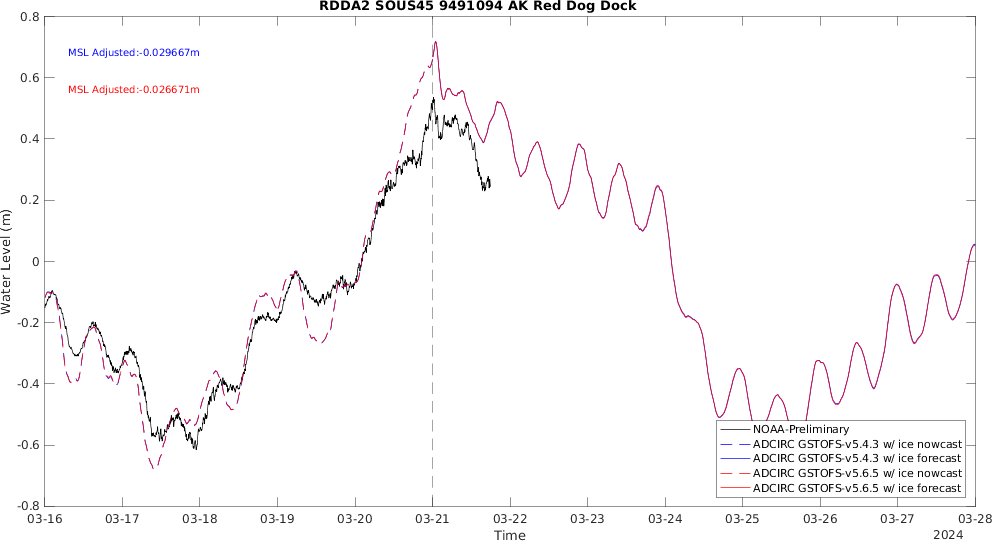 RDDA2 SOUS45 9491094 AK Red Dog Dock
MSL Adjusted:-0.029667m
MSL Adjusted:-0.026671m
Water Level (m)
0.8
0.6
0.4
0.2
0
-0.2
-0.4
-0.6
-0.8
NOAA-Preliminary
ADCIRC GSTOFS-v5.4.3 w/ ice nowcast
ADCIRC GSTOFS-v5.4.3 w/ ice forecast
ADCIRC GSTOFS-v5.6.5 w/ ice nowcast
ADCIRC GSTOFS-v5.6.5 w/ ice forecast
03-16 03-17 03-18 03-19 03-20 03-21 03-22 03-23 03-24 03-25 03-26 03-27 03-28
Time
2024